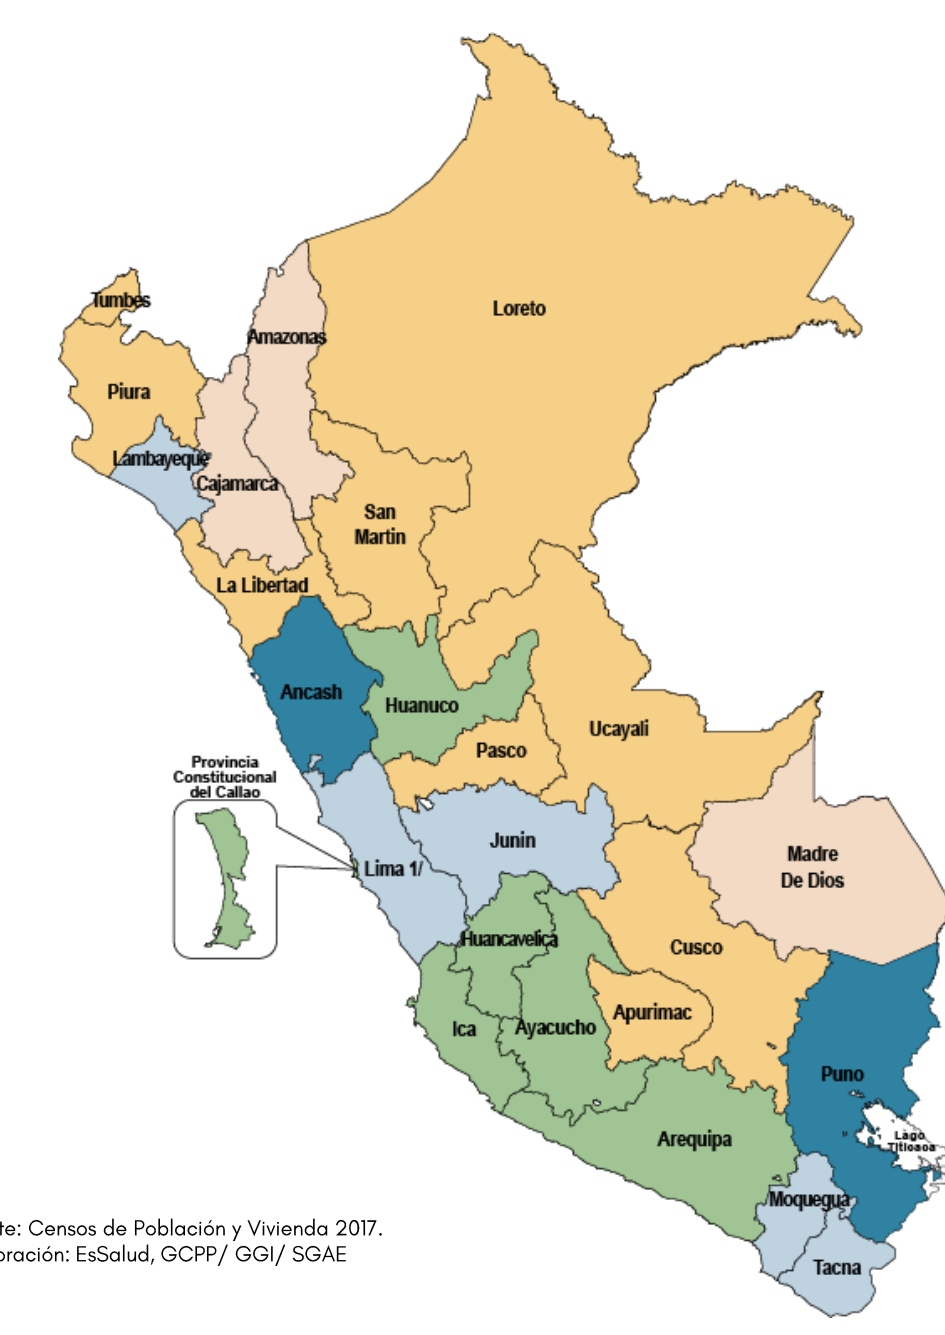 Loreto
Tumbes
Amazonas
Piura
Lambayeque
Cajamarca
San
Martin
La Libertad
Ancash
Huanuco
Ucayali
Pasco
Provincia
Constitucional
del Callao
Junin
Lima 1/
Madre
De Dios
Huancavelica
Cusco
Apurimac
Ica
Ayacucho
Puno
Arequipa
Lago
Titicaca
Moquegua
Tacna
te: Censos de Población y Vivienda 2017.
oración: EsSalud, GCPP/ GGI/ SGAE